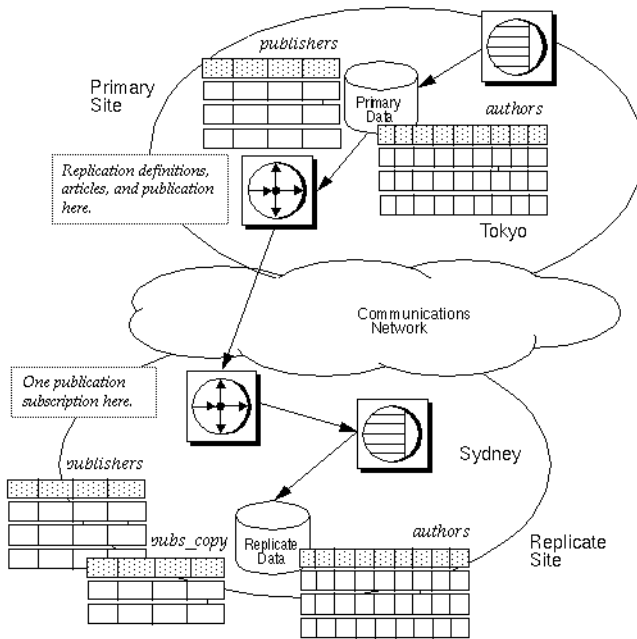 publishers
Primary
Site
Primary
Data
authors
Replication definitions,
articles, and publication
here.
Tokyo
Communications
Network
One publication
subscription here.
publishers
Sydney
pubs_copy
Replicate
Data
authors
Replicate
Site